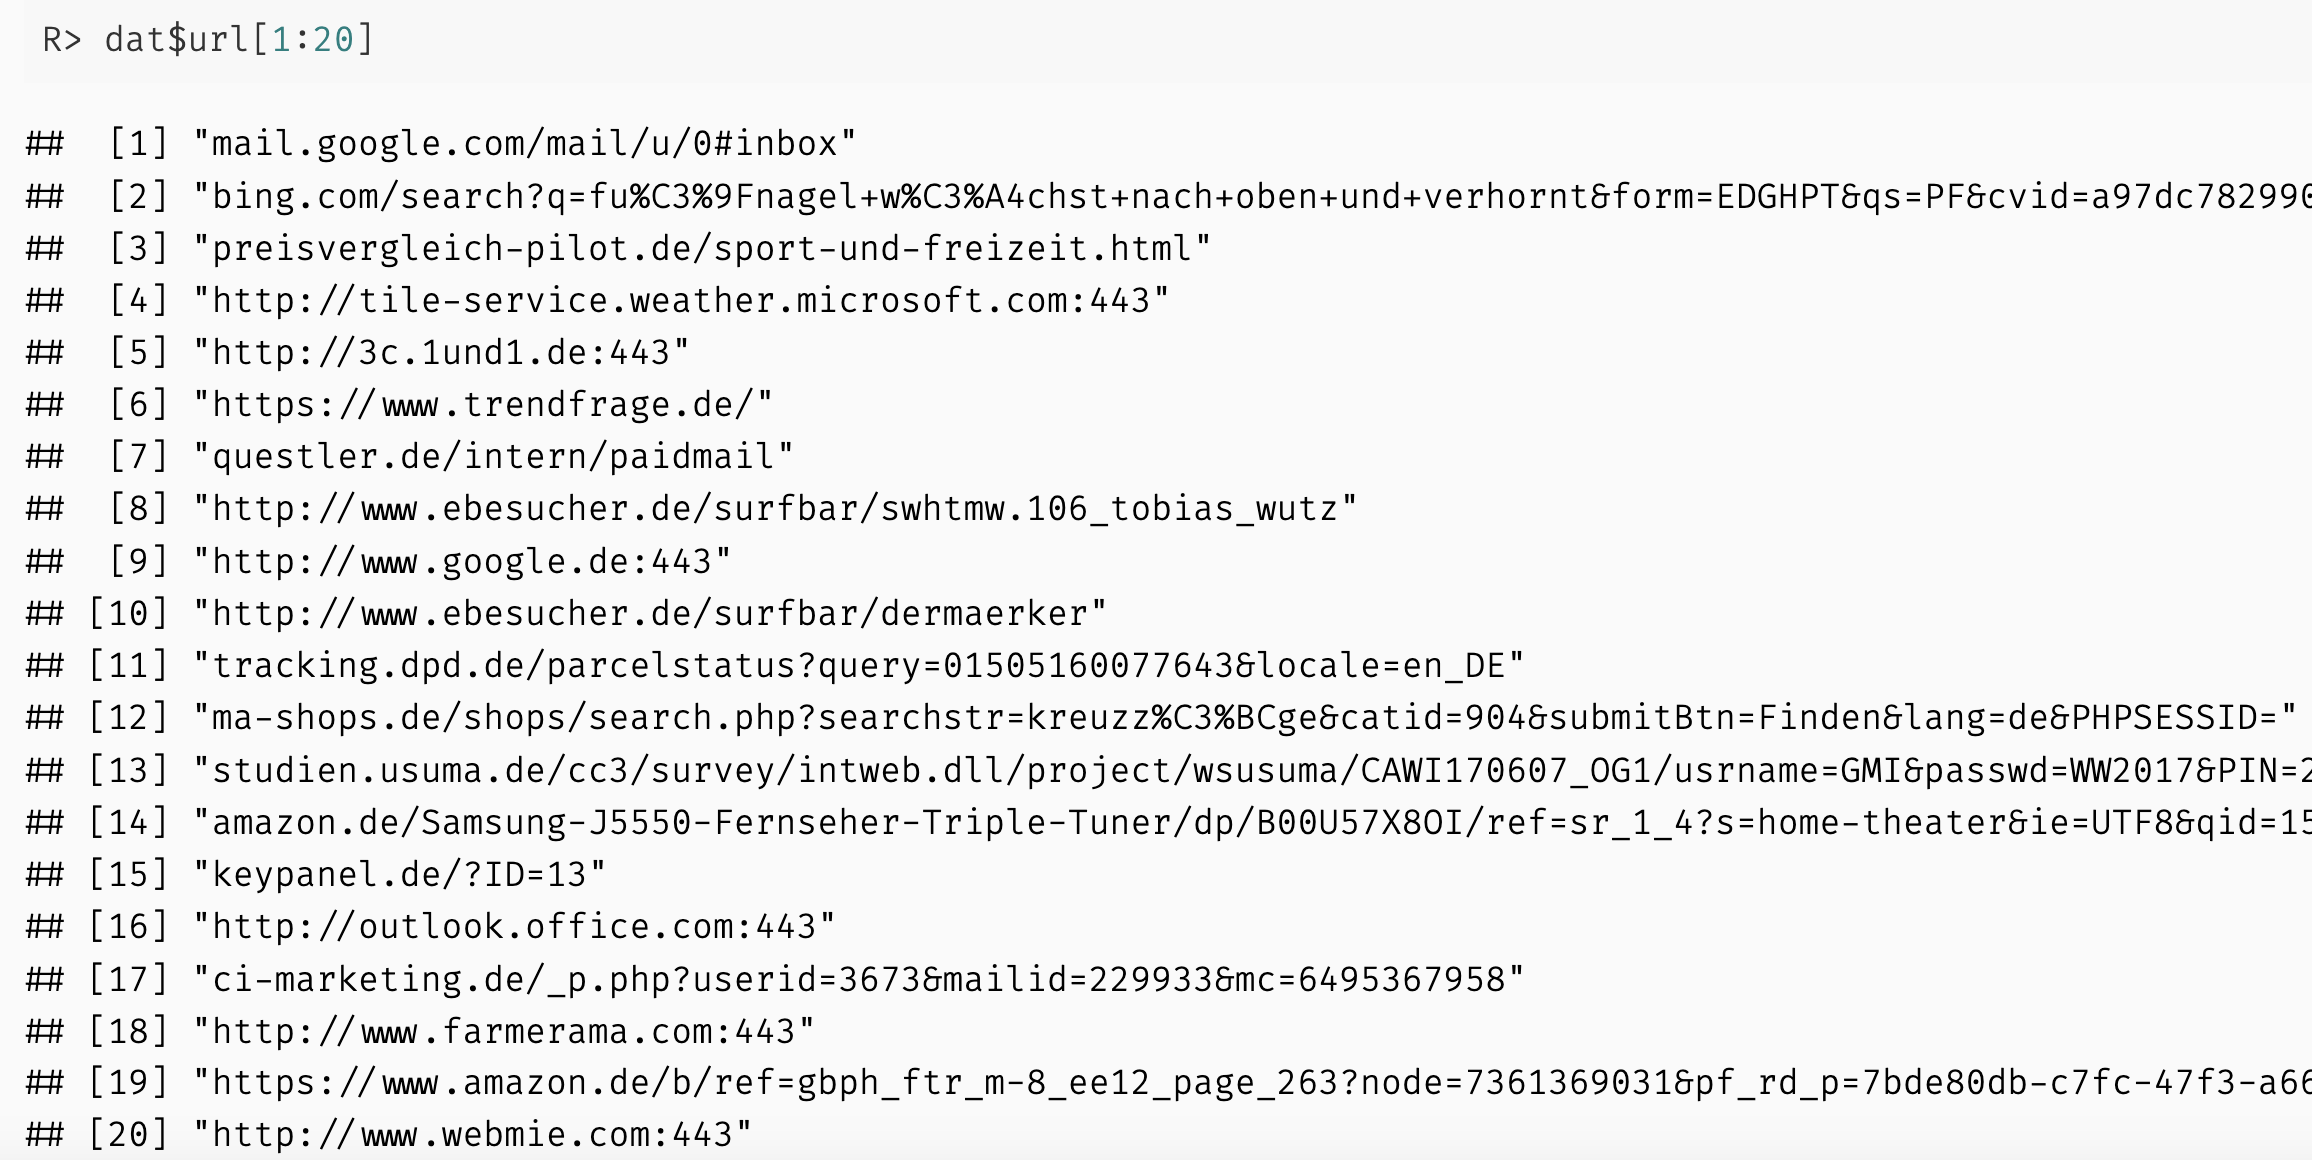 R> dat$url[1:20]
## [1] "mail.google.com/mail/u/0#inbox"
## [2] "bing.com/search?q=fu%C3%9Fnagel+w%C3%A4chst+nach+oben+und+verhornt&form=EDGHPT&qs=PF&cvid=a97dc782990
## [3] "preisvergleich-pilot.de/sport-und-freizeit.html"
## [4] "http://tile-service.weather.microsoft.com:443"
## [5] "http://3c.1und1.de:443"
## [6] "https://www.trendfrage.de/"
## [7] "questler.de/intern/paidmail"
## [8] "http://www.ebesucher.de/surfbar/swhtmw.106_tobias_wutz"
## [9] "http://www.google.de:443"
## [10] "http://www.ebesucher.de/surfbar/dermaerker"
## [11] "tracking.dpd.de/parcelstatus?query=01505160077643&locale=en_DE"
## [12] "ma-shops.de/shops/search.php?searchstr=kreuzz%C3%BCge&catid=904&submitBtn=Finden&lang=de&PHPSESSID="
## [13] "studien.usuma.de/cc3/survey/intweb.dll/project/wsusuma/CAWI170607_OG1/usrname=GMI&passwd=WW2017&PIN=2
## [14] "amazon.de/Samsung-J5550-Fernseher-Triple-Tuner/dp/B00U57X8OI/ref=sr_1_4?s=home-theater&ie=UTF8&qid=15
## [15] "keypanel.de/?ID=13"
## [16] "http://outlook.office.com:443"
## [17] "ci-marketing.de/_p.php?userid=3673&mailid=229933&mc=6495367958"
## [18] "http://www.farmerama.com:443"
## [19] "https://www.amazon.de/b/ref=gbph_ftr_m-8_ee12_page_263?node=7361369031&pf_rd_p=7bde80db-c7fc-47f3-a66
## [20] "http://www.webmie.com:443"